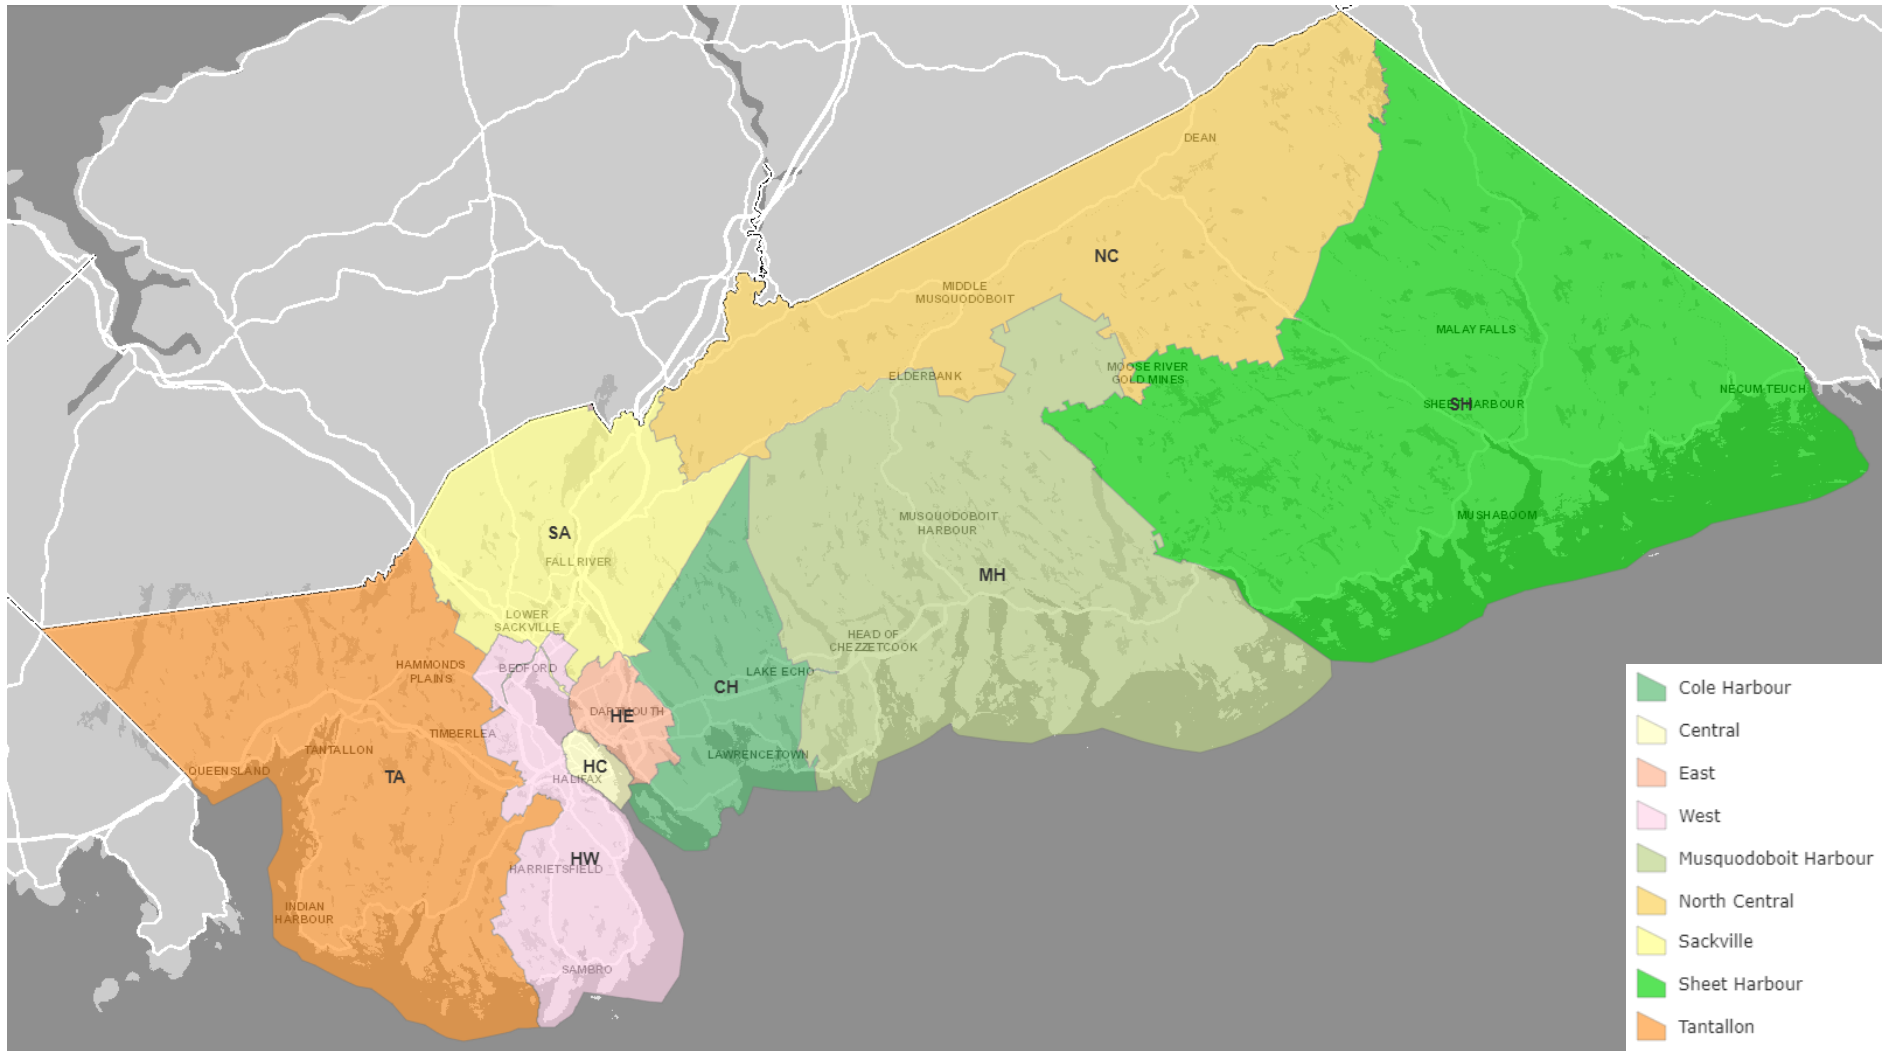 DEAN
NC
MIDDLE
MUSQUODOBOIT
MALAY FALLS
ELDERBANK
MOOSE RIVER
GOLD MINES
NECUM TEUCH
SHEET HARBOUR
SH
MUSQUODOBOIT
HARBOUR
MUSHABOOM
SA
FALL RIVER
MH
LOWER
SACKVILLE
HEAD OF
CHEZZETCOOK
HAMMONDS
PLAINS
BEDFORD
LAKE ECHO
CH
DARTMOUTH
HE
TIMBERLEA
TANTALLON
LAWRENCETOWN
QUEENSLAND
TA
HC
HALIFAX
HW
HARRIETSFIELD
INDIAN
HARBOUR
SAMBRO
Cole Harbour
Central
East
West
Musquodoboit Harbour
North Central
Sackville
Sheet Harbour
Tantallon